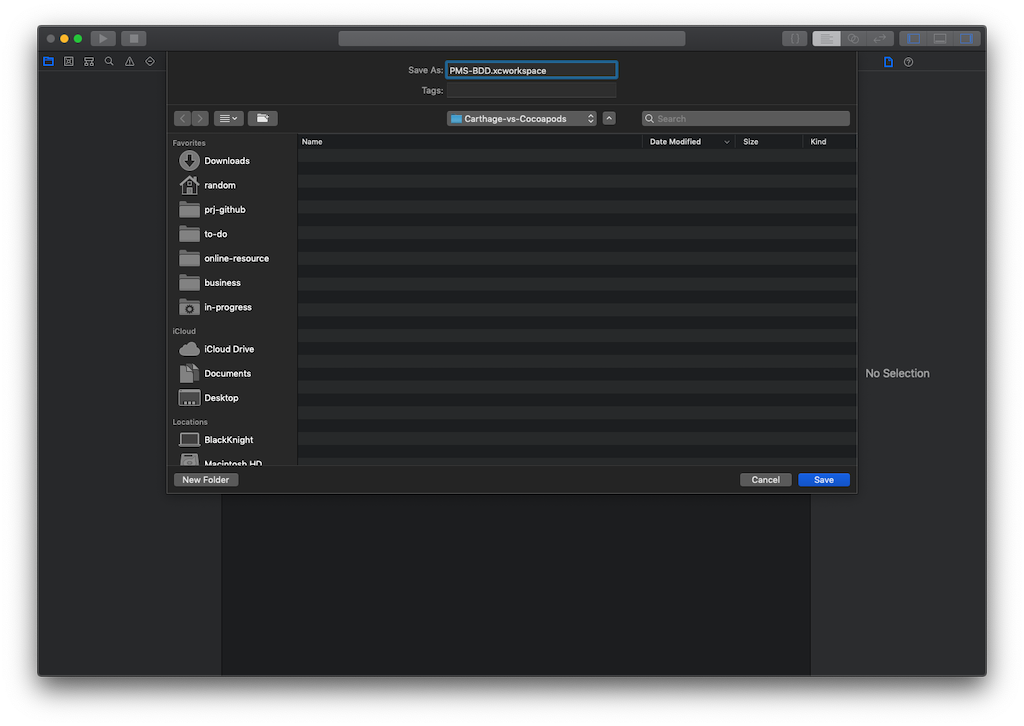 Save As: PMS-BDD.xcworkspace
Tags:
Carthage-vs-Cocoapods
Search
Favorites
Downloads
random
prj-github
to-do
online-resource
business
in-progress
iCloud
iCloud Drive
Documents
Desktop
Locations
BlackKnight
Macintosh HD
Name Date Modified Size Kind
New Folder Cancel Save
No Selection